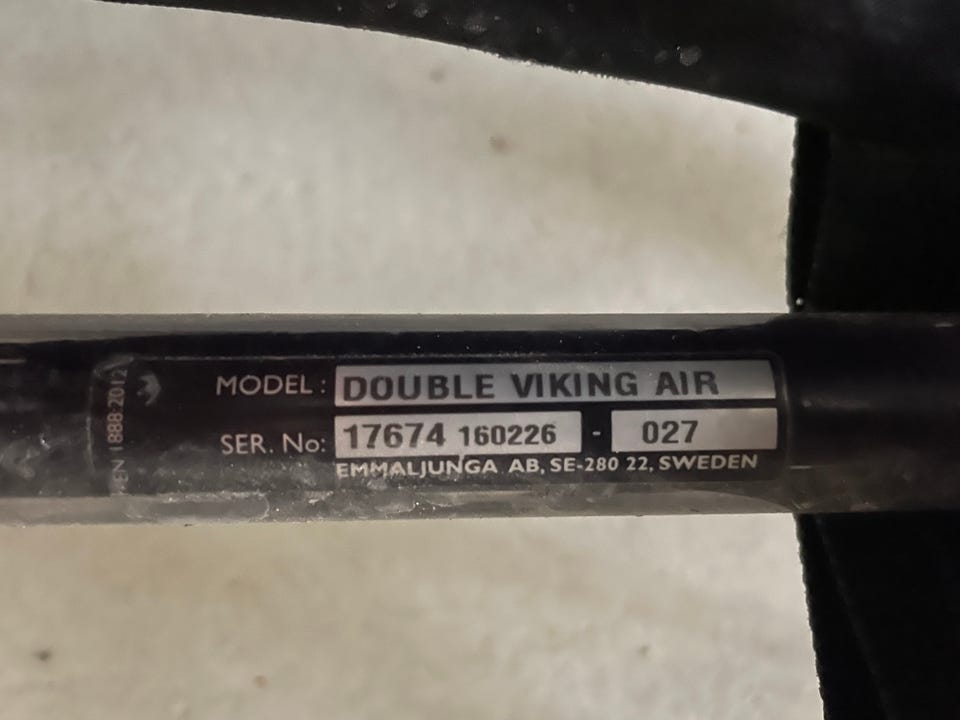 MODEL: DOUBLE VIKING AIR
SER. No: 17674 160226 - 027
EMMALJUNGA AB, SE-280 22, SWEDEN
EN 1888:2012